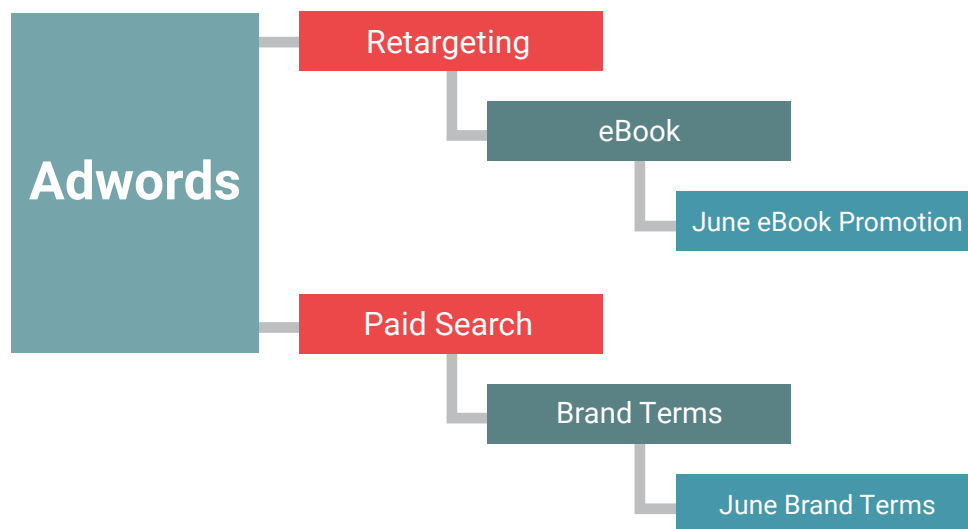 Adwords
Retargeting
eBook
June eBook Promotion
Paid Search
Brand Terms
June Brand Terms